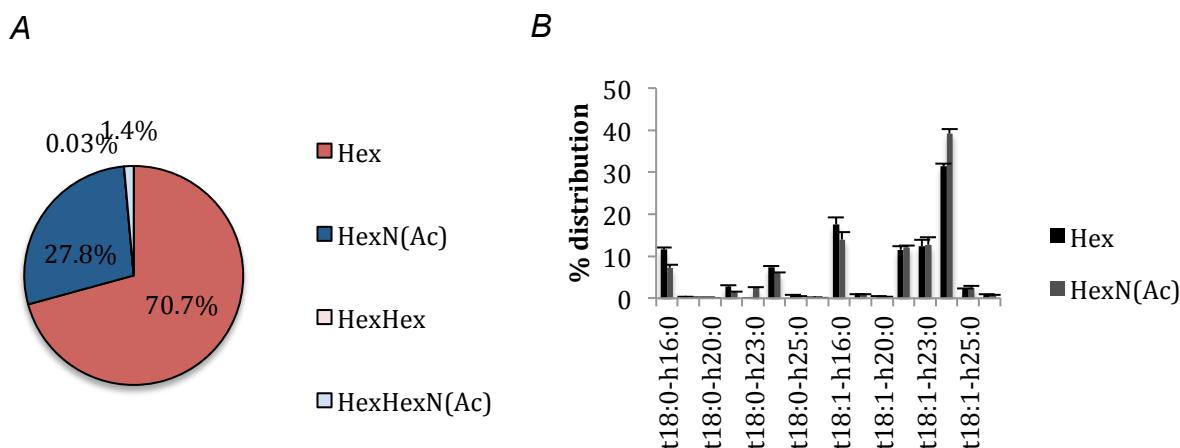 A
0.03%
1.4%
27.8%
70.7%
Hex
HexN(Ac)
HexHex
HexHexN(Ac)
B
% distribution
50
40
30
20
10
0
t18:0-h16:0
t18:0-h20:0
t18:0-h23:0
t18:0-h25:0
t18:1-h16:0
t18:1-h20:0
t18:1-h23:0
t18:1-h25:0
Hex
HexN(Ac)